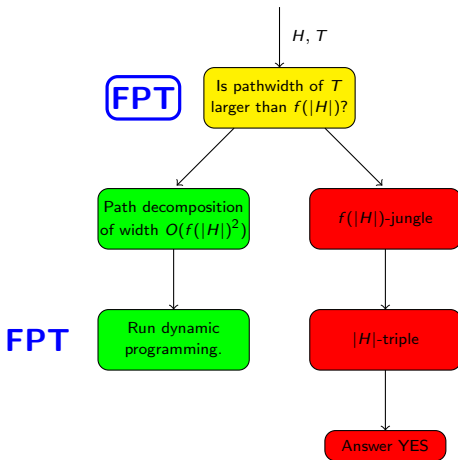 H, T
FPT
Is pathwidth of T
larger than f(|H|)?
Path decomposition
of width O(f(|H|)²)
f(|H|)-jungle
FPT
Run dynamic
programming.
|H|-triple
Answer YES